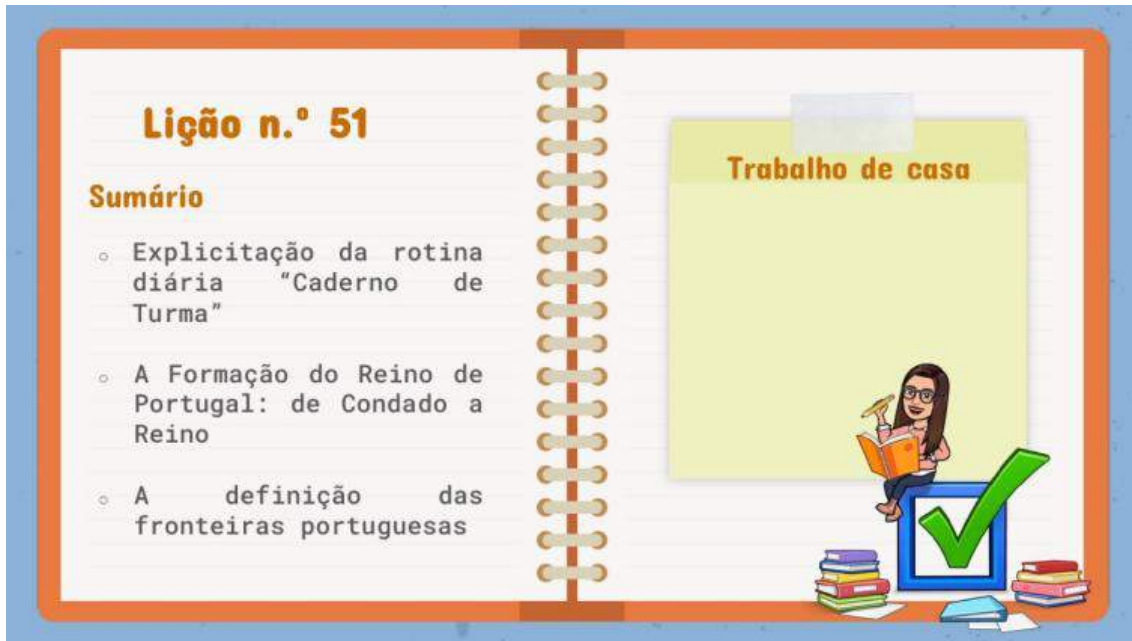 Lição n.º 51
Sumário
Explicitação da rotina
diária “Caderno de
Turma”
A Formação do Reino de
Portugal: de Condado a
Reino
A definição das
fronteiras portuguesas
Trabalho de casa